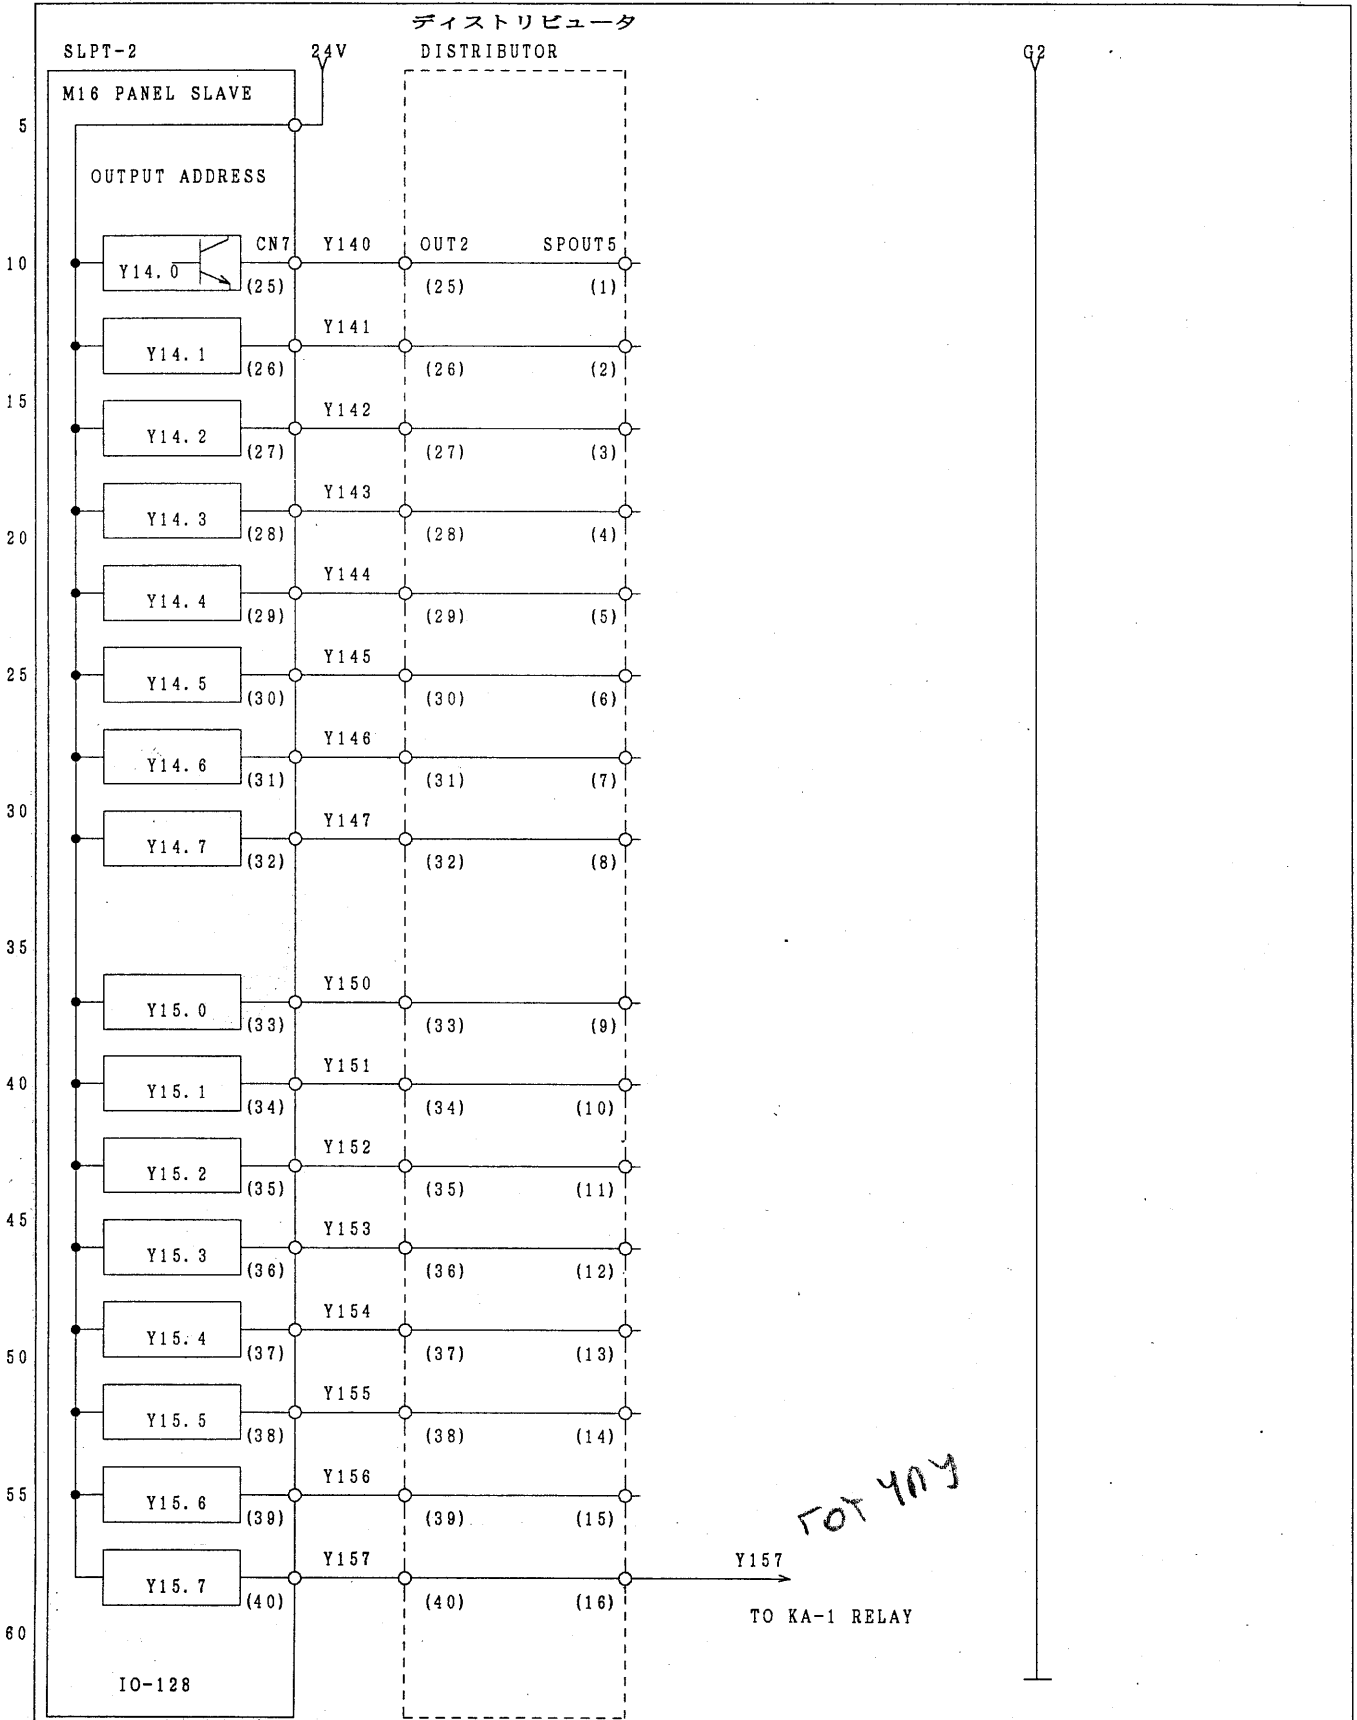 ディストリビュータ
SLPT-2 24V DISTRIBUTOR G2
M16 PANEL SLAVE
5
OUTPUT ADDRESS
CN7 Y140 OUT2 SPOUT5
10 Y14.0
(25) (25) (1)
Y141
Y14.1
(26) (26) (2)
15 Y142
Y14.2
(27) (27) (3)
Y143
Y14.3
20 (28) (28) (4)
Y144
Y14.4
(29) (29) (5)
Y145
25 Y14.5
(30) (30) (6)
Y146
Y14.6
(31) (31) (7)
30 Y147
Y14.7
(32) (32) (8)
35
Y150
Y15.0
(33) (33) (9)
Y151
40 Y15.1
(34) (34) (10)
Y152
Y15.2
(35) (35) (11)
45 Y153
Y15.3
(36) (36) (12)
Y154
Y15.4
50 (37) (37) (13)
Y155
Y15.5
(38) (38) (14)
Y156
55 Y15.6
(39) (39) (15)
гот УПУ
Y157 Y157
Y15.7
(40) (40) (16)
TO KA-1 RELAY
60
IO-128